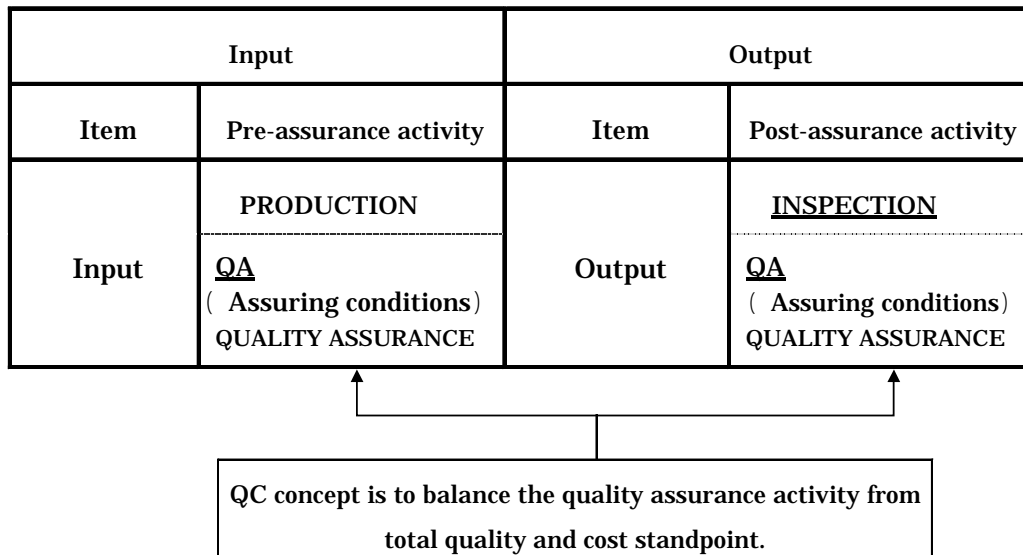 Input Output
Item Pre-assurance activity Item Post-assurance activity
PRODUCTION INSPECTION
Input Output
QA QA
( Assuring conditions) ( Assuring conditions)
QUALITY ASSURANCE QUALITY ASSURANCE
QC concept is to balance the quality assurance activity from
total quality and cost standpoint.